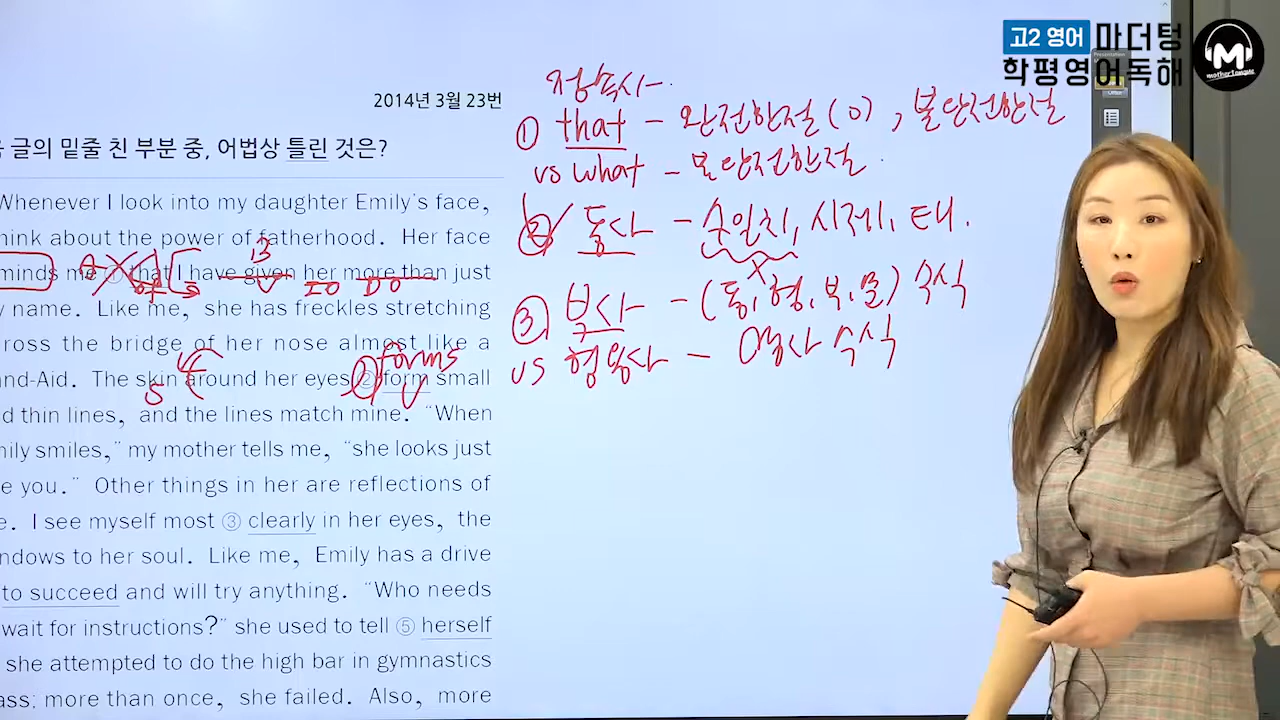 고2 영어 마더텅
학평영어독해
mothertongue
2014년 3월 23번
글의 밑줄 친 부분 중, 어법상 틀린 것은?
Whenever I look into my daughter Emily's face,
think about the power of fatherhood. Her face
minds me ① that I have given her more than just
name. Like me, she has freckles stretching
ross the bridge of her nose almost like a
nd-Aid. The skin around her eyes ② form small
d thin lines, and the lines match mine. "When
ily smiles," my mother tells me, "she looks just
e you." Other things in her are reflections of
e. I see myself most ③ clearly in her eyes, the
ndows to her soul. Like me, Emily has a drive
to succeed and will try anything. "Who needs
wait for instructions?" she used to tell ⑤ herself
she attempted to do the high bar in gymnastics
ass; more than once, she failed. Also, more
접속사
① that - 완전한절 (0), 불완전한절
vs what - 불완전한절
② 동사 - 수일치, 시제, 태.
③ 부사 - (동, 형, 부, 문) 수식
vs 형용사 - 명사 수식
13
S
V
IO
DO
S
forms
V